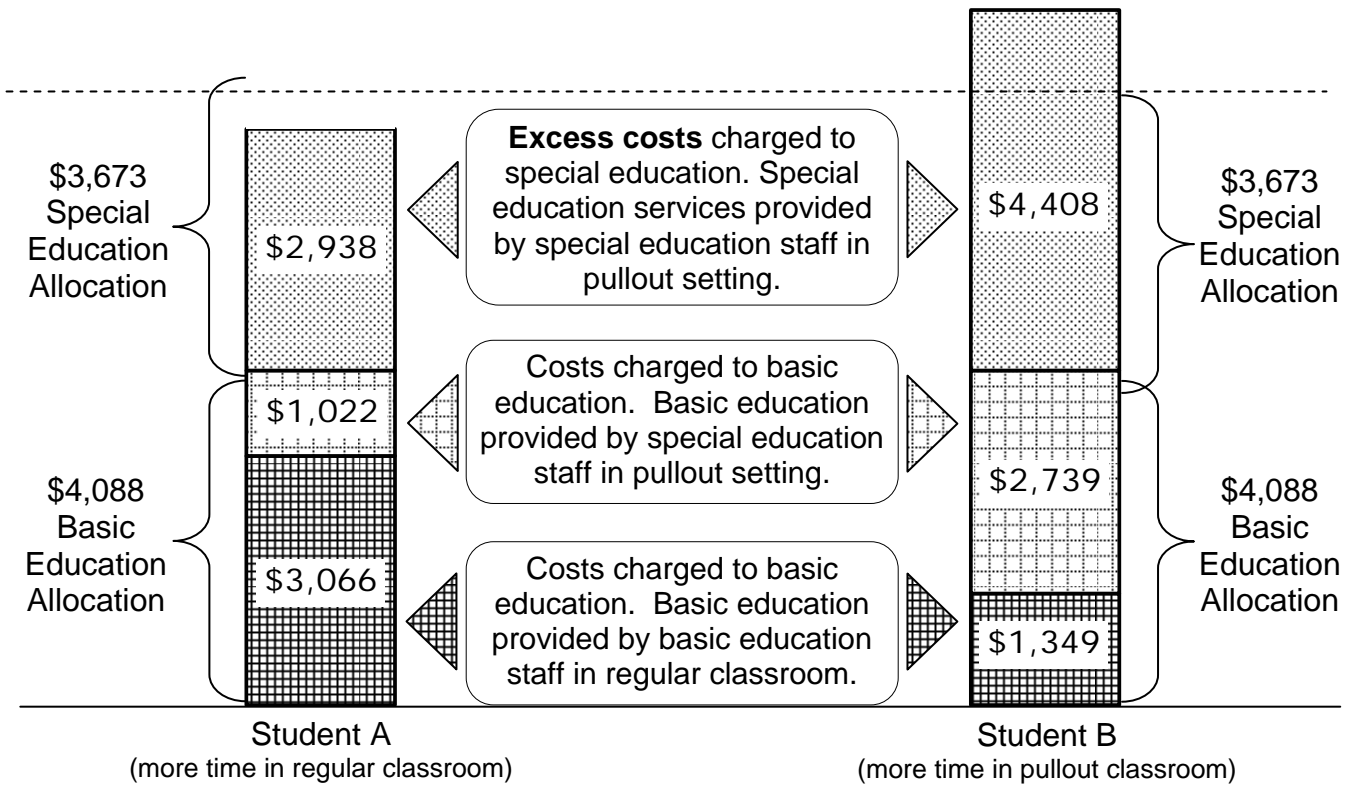 $3,673
Special
Education
Allocation
$4,088
Basic
Education
Allocation
$2,938
$1,022
$3,066
Excess costs charged to
special education. Special
education services provided
by special education staff in
pullout setting.
Costs charged to basic
education. Basic education
provided by special education
staff in pullout setting.
Costs charged to basic
education. Basic education
provided by basic education
staff in regular classroom.
$4,408
$2,739
$1,349
$3,673
Special
Education
Allocation
$4,088
Basic
Education
Allocation
Student A
(more time in regular classroom)
Student B
(more time in pullout classroom)